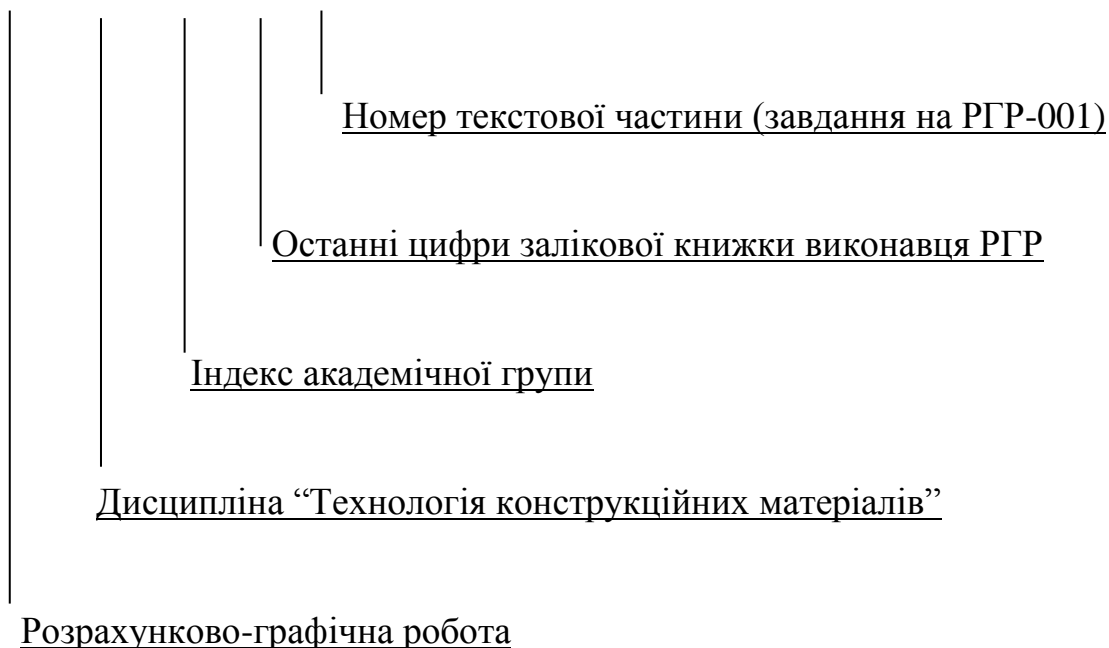 Номер текстової частини (завдання на РГР-001)
Останні цифри залікової книжки виконавця РГР
Індекс академічної групи
Дисципліна “Технологія конструкційних матеріалів”
Розрахунково-графічна робота